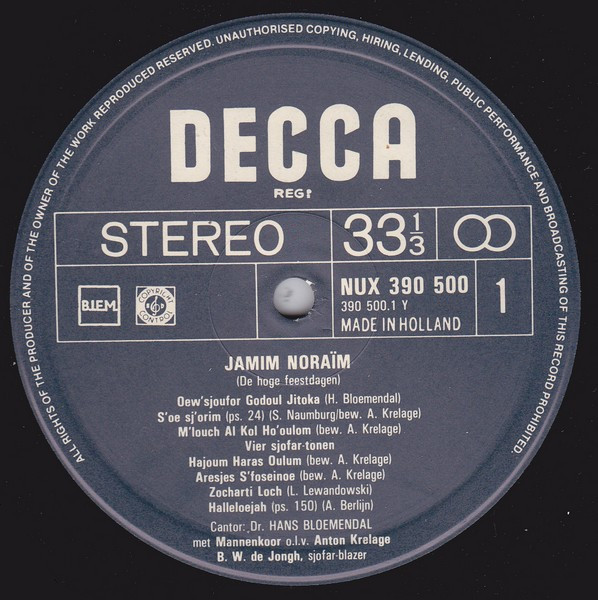 ALL RIGHTS OF THE PRODUCER AND OF THE OWNER OF THE WORK REPRODUCED RESERVED. UNAUTHORISED COPYING, HIRING, LENDING, PUBLIC PERFORMANCE AND BROADCASTING OF THIS RECORD PROHIBITED.
DECCA
REGD
STEREO 33 1/3
B.I.E.M. COPYRIGHT CONTROL
NUX 390 500
390 500.1 Y
MADE IN HOLLAND
1
JAMIM NORAÏM
(De hoge feestdagen)
Oew'sjoufor Godoul Jitoka (H. Bloemendal)
S'oe sj'orim (ps. 24) (S. Naumburg/bew. A. Krelage)
M'louch Al Kol Ho'oulom (bew. A. Krelage)
Vier sjofar-tonen
Hajoum Haras Oulum (bew. A. Krelage)
Aresjes S'foseinoe (bew. A. Krelage)
Zocharti Loch (L. Lewandowski)
Halleloejah (ps. 150) (A. Berlijn)
Cantor: Dr. HANS BLOEMENDAL
met Mannenkoor o.l.v. Anton Krelage
B. W. de Jongh, sjofar-blazer